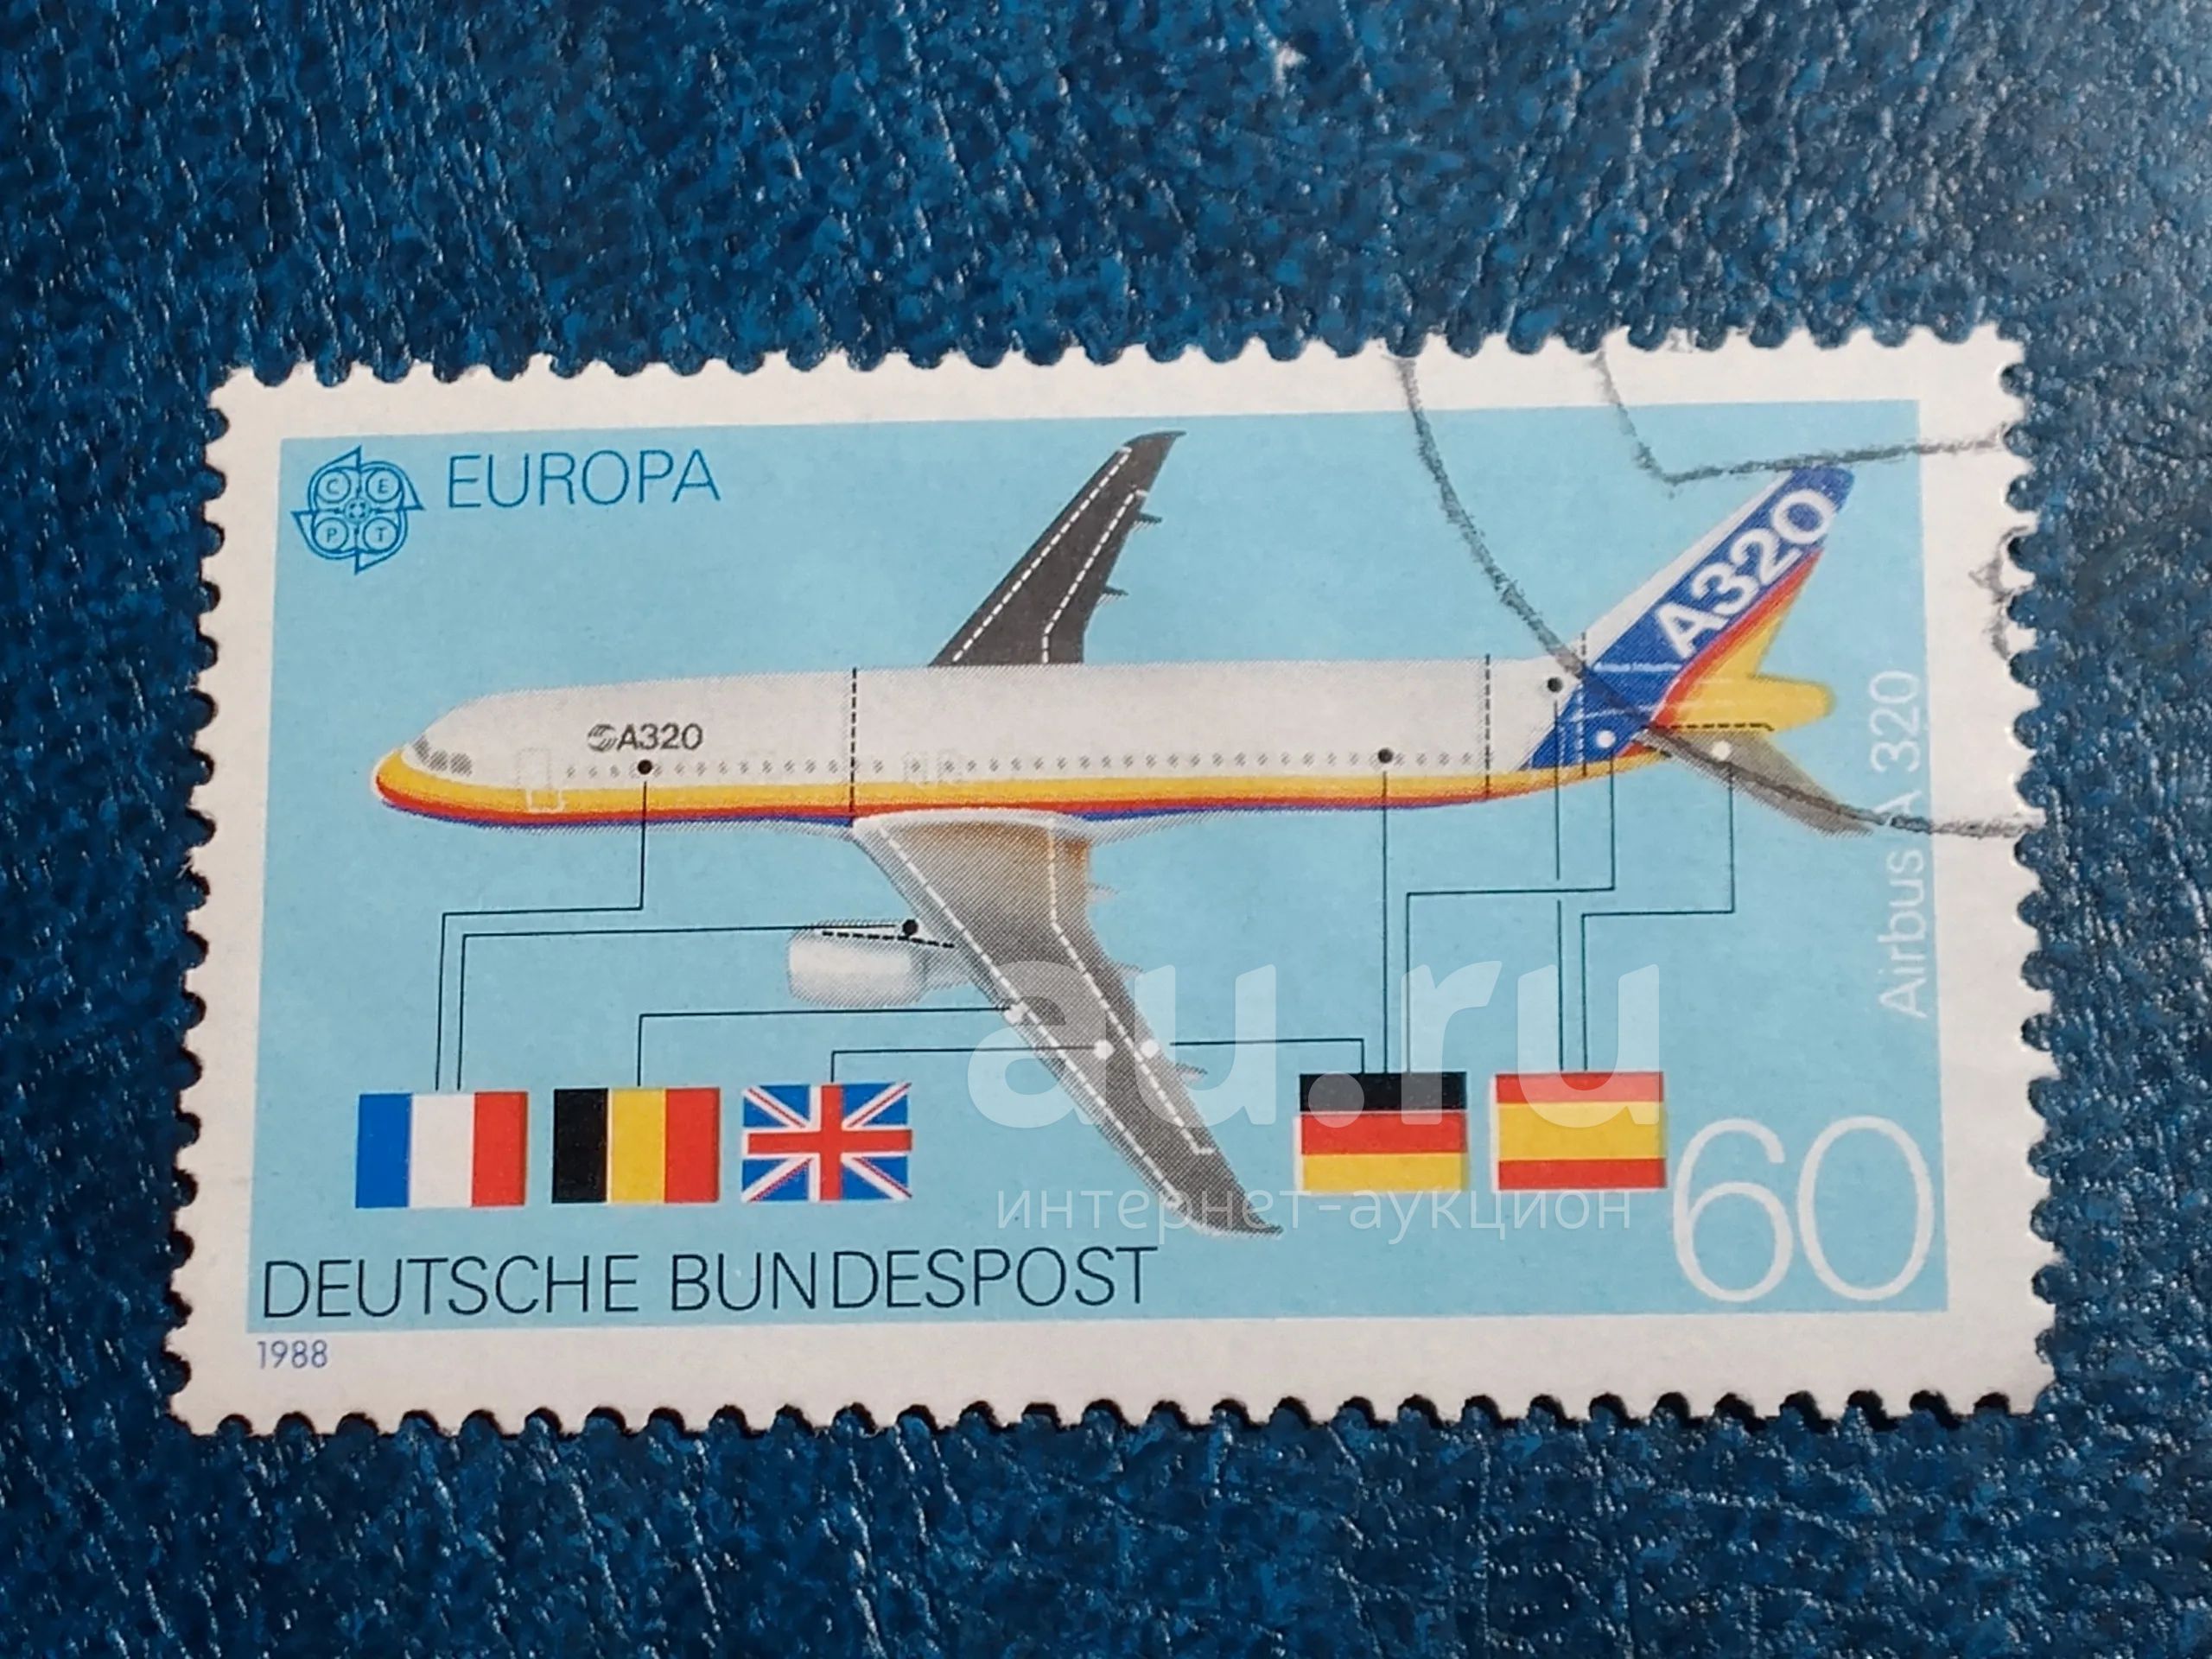 C E P T
EUROPA
A320
A320
Airbus A 320
au.ru
интернет-аукцион
60
DEUTSCHE BUNDESPOST
1988